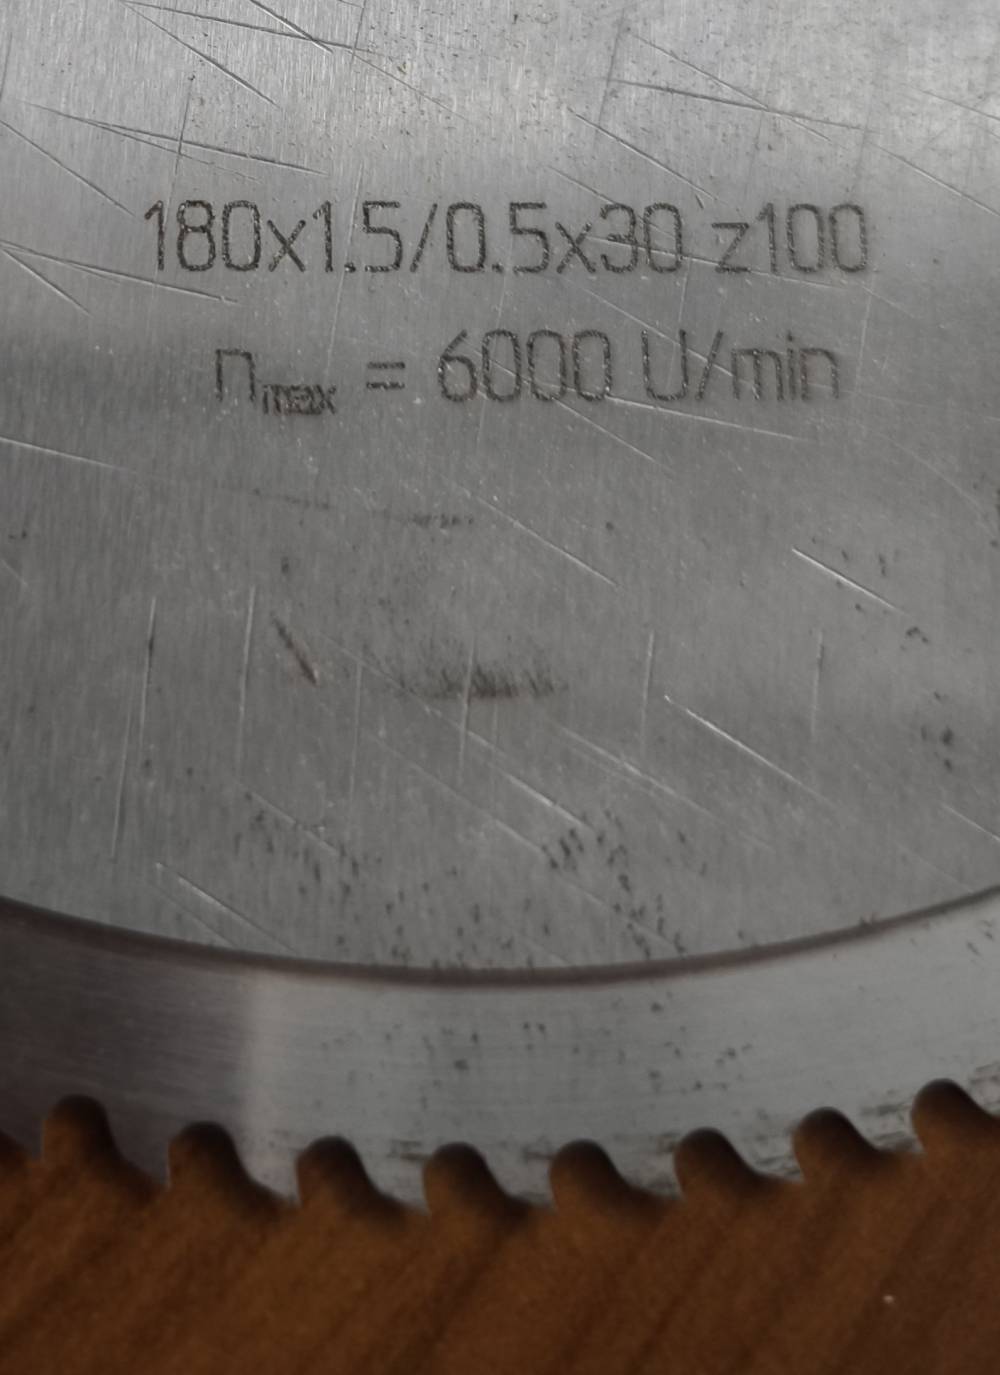 180x1.5/0.5x30 z100
nmax = 6000 U/min